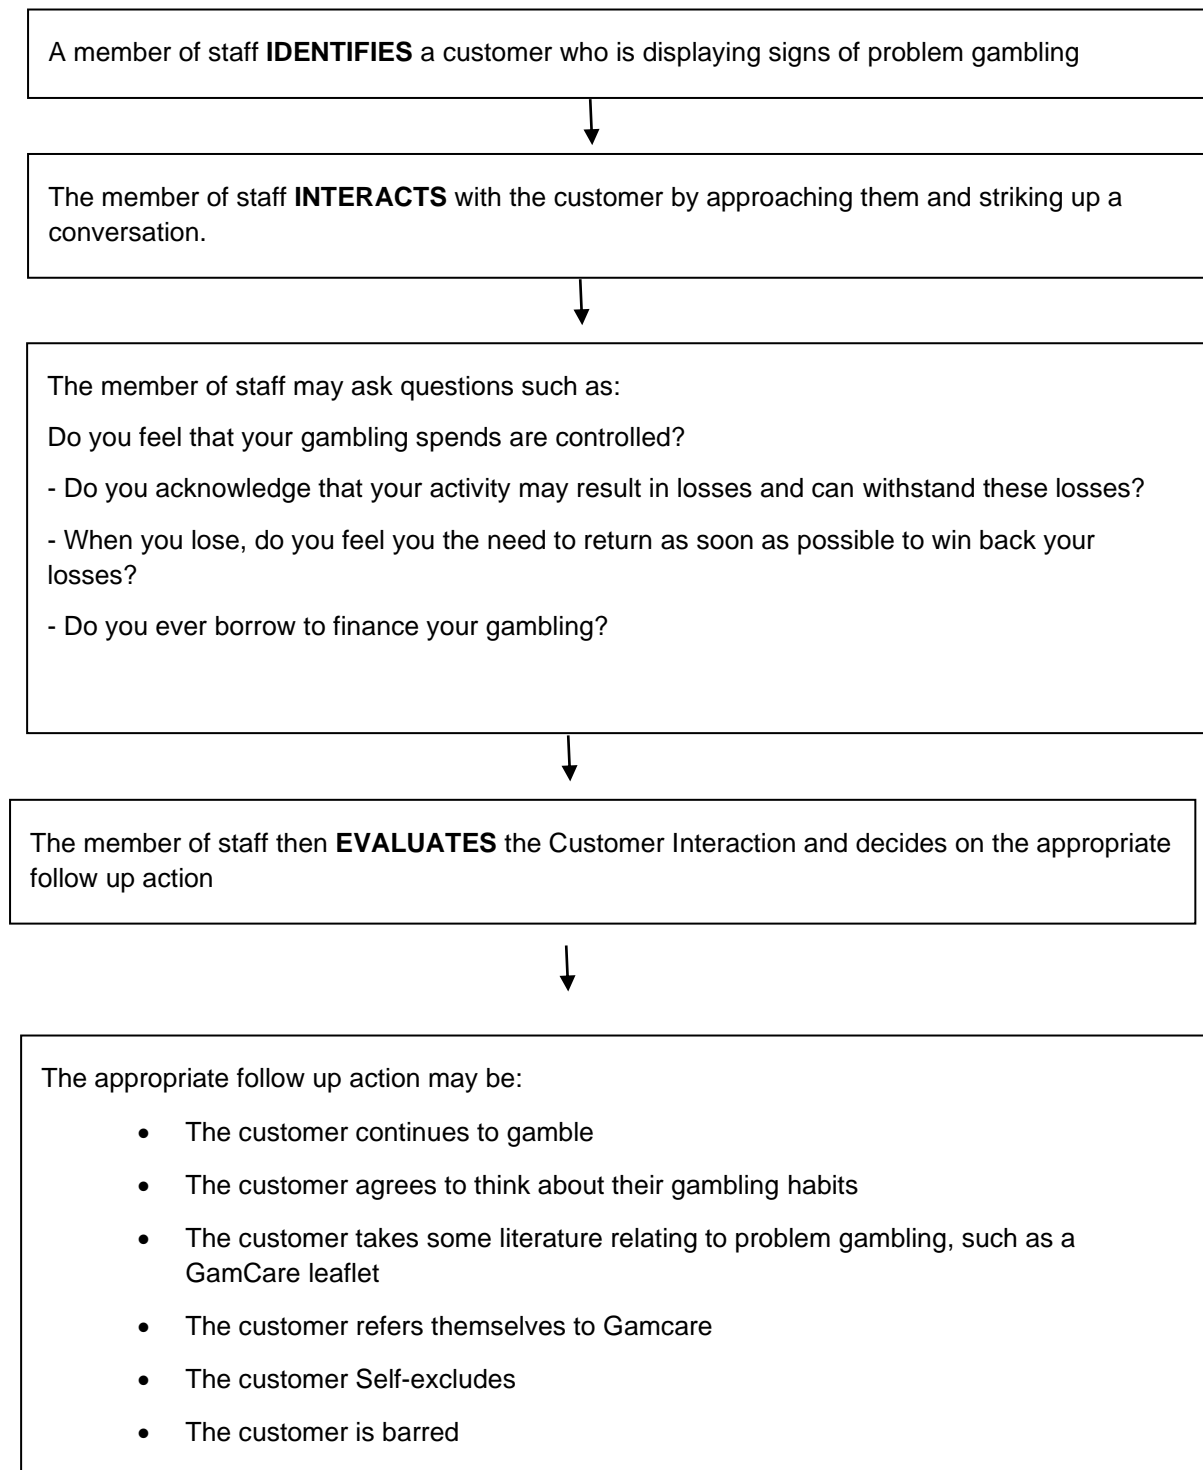 A member of staff IDENTIFIES a customer who is displaying signs of problem gambling
The member of staff INTERACTS with the customer by approaching them and striking up a
conversation.
The member of staff may ask questions such as:
Do you feel that your gambling spends are controlled?
- Do you acknowledge that your activity may result in losses and can withstand these losses?
- When you lose, do you feel you the need to return as soon as possible to win back your
losses?
- Do you ever borrow to finance your gambling?
The member of staff then EVALUATES the Customer Interaction and decides on the appropriate
follow up action
The appropriate follow up action may be:
• The customer continues to gamble
• The customer agrees to think about their gambling habits
• The customer takes some literature relating to problem gambling, such as a
GamCare leaflet
• The customer refers themselves to Gamcare
• The customer Self-excludes
• The customer is barred